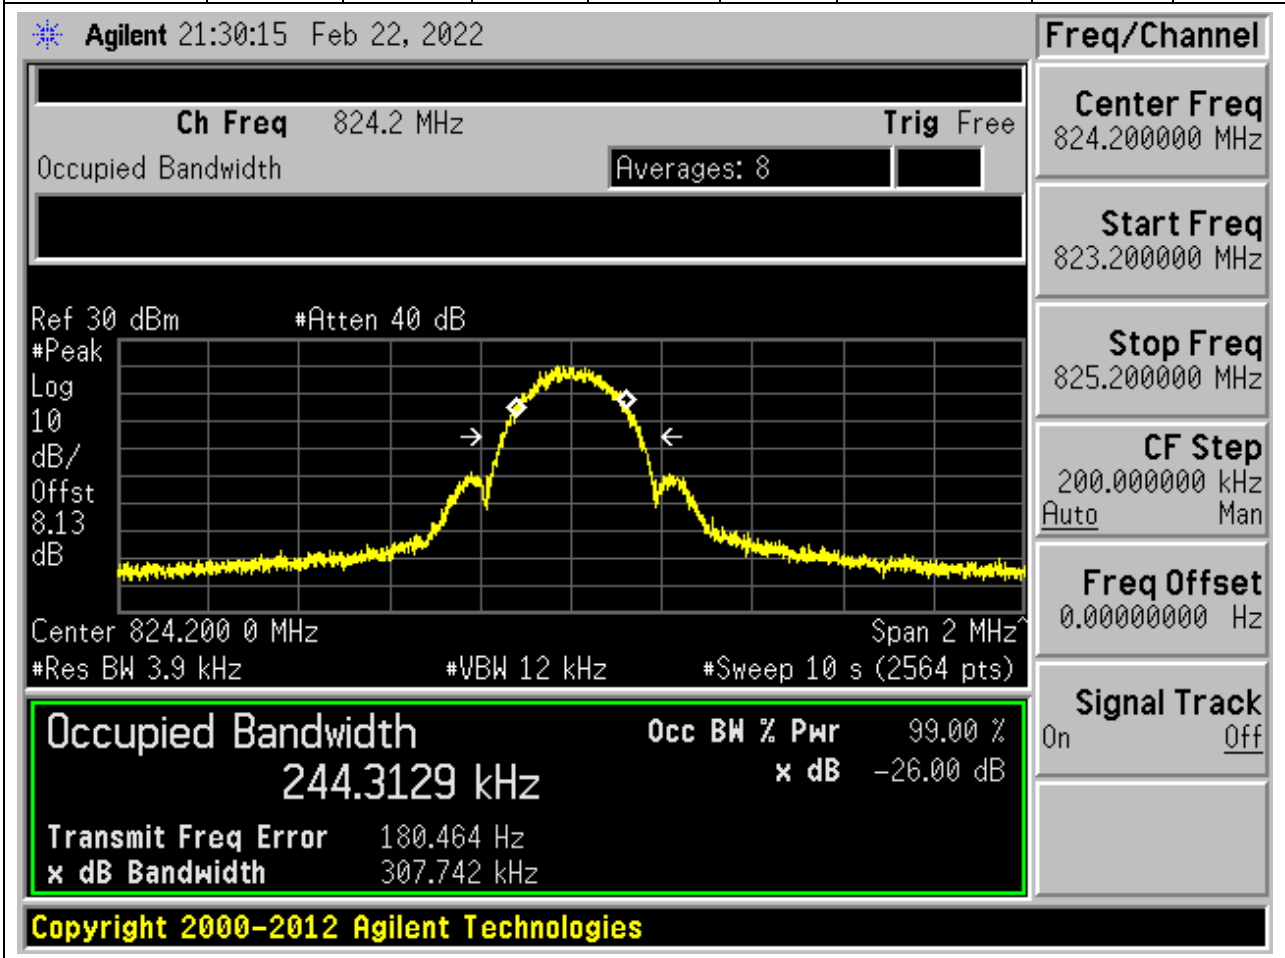 Agilent 21:30:15 Feb 22, 2022
Freq/Channel
Ch Freq 824.2 MHz Trig Free
Occupied Bandwidth Averages: 8
Center Freq
824.200000 MHz
Start Freq
823.200000 MHz
Stop Freq
825.200000 MHz
CF Step
200.000000 kHz
Auto Man
Freq Offset
0.00000000 Hz
Signal Track
On Off
Ref 30 dBm #Atten 40 dB
#Peak
Log
10
dB/
Offst
8.13
dB
Center 824.200 0 MHz Span 2 MHz^
#Res BW 3.9 kHz #VBW 12 kHz #Sweep 10 s (2564 pts)
Occupied Bandwidth Occ BW % Pwr 99.00 %
244.3129 kHz x dB -26.00 dB
Transmit Freq Error 180.464 Hz
x dB Bandwidth 307.742 kHz
Copyright 2000-2012 Agilent Technologies